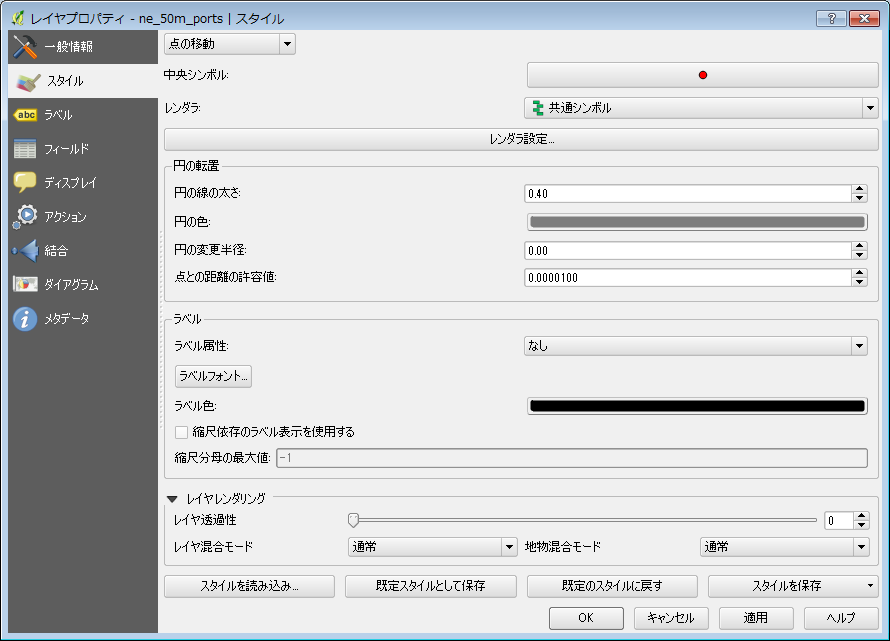 レイヤプロパティ - ne_50m_ports | スタイル
?
一般情報
スタイル
abc ラベル
フィールド
ディスプレイ
アクション
結合
ダイアグラム
i メタデータ
点の移動
中央シンボル:
レンダラ: 共通シンボル
レンダラ設定...
円の転置
円の線の太さ: 0.40
円の色:
円の変更半径: 0.00
点との距離の許容値: 0.0000100
ラベル
ラベル属性: なし
ラベルフォント...
ラベル色:
縮尺依存のラベル表示を使用する
縮尺分母の最大値: -1
レイヤレンダリング
レイヤ透過性 0
レイヤ混合モード 通常 地物混合モード 通常
スタイルを読み込み... 既定スタイルとして保存 既定のスタイルに戻す スタイルを保存
OK キャンセル 適用 ヘルプ